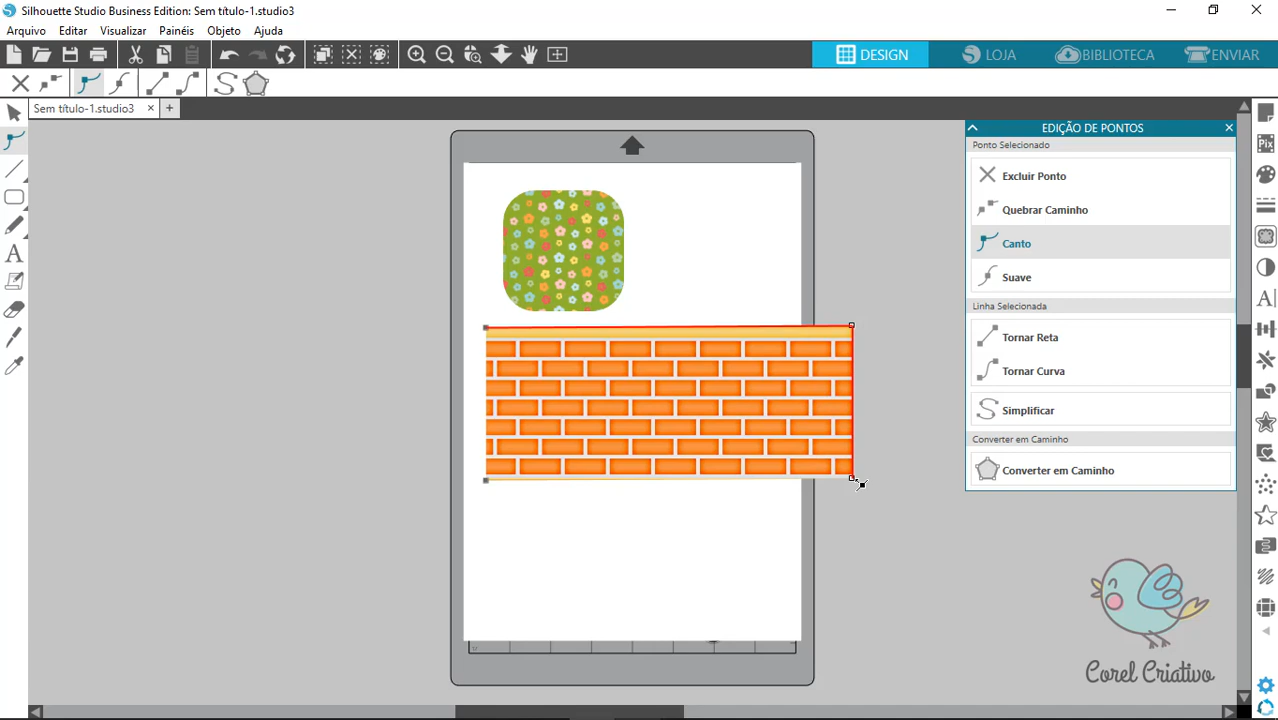 Silhouette Studio Business Edition: Sem título-1.studio3
Arquivo Editar Visualizar Painéis Objeto Ajuda
DESIGN LOJA BIBLIOTECA ENVIAR
Sem título-1.studio3
EDIÇÃO DE PONTOS
Ponto Selecionado
Excluir Ponto
Quebrar Caminho
Canto
Suave
Linha Selecionada
Tornar Reta
Tornar Curva
Simplificar
Converter em Caminho
Converter em Caminho
Corel Criativo